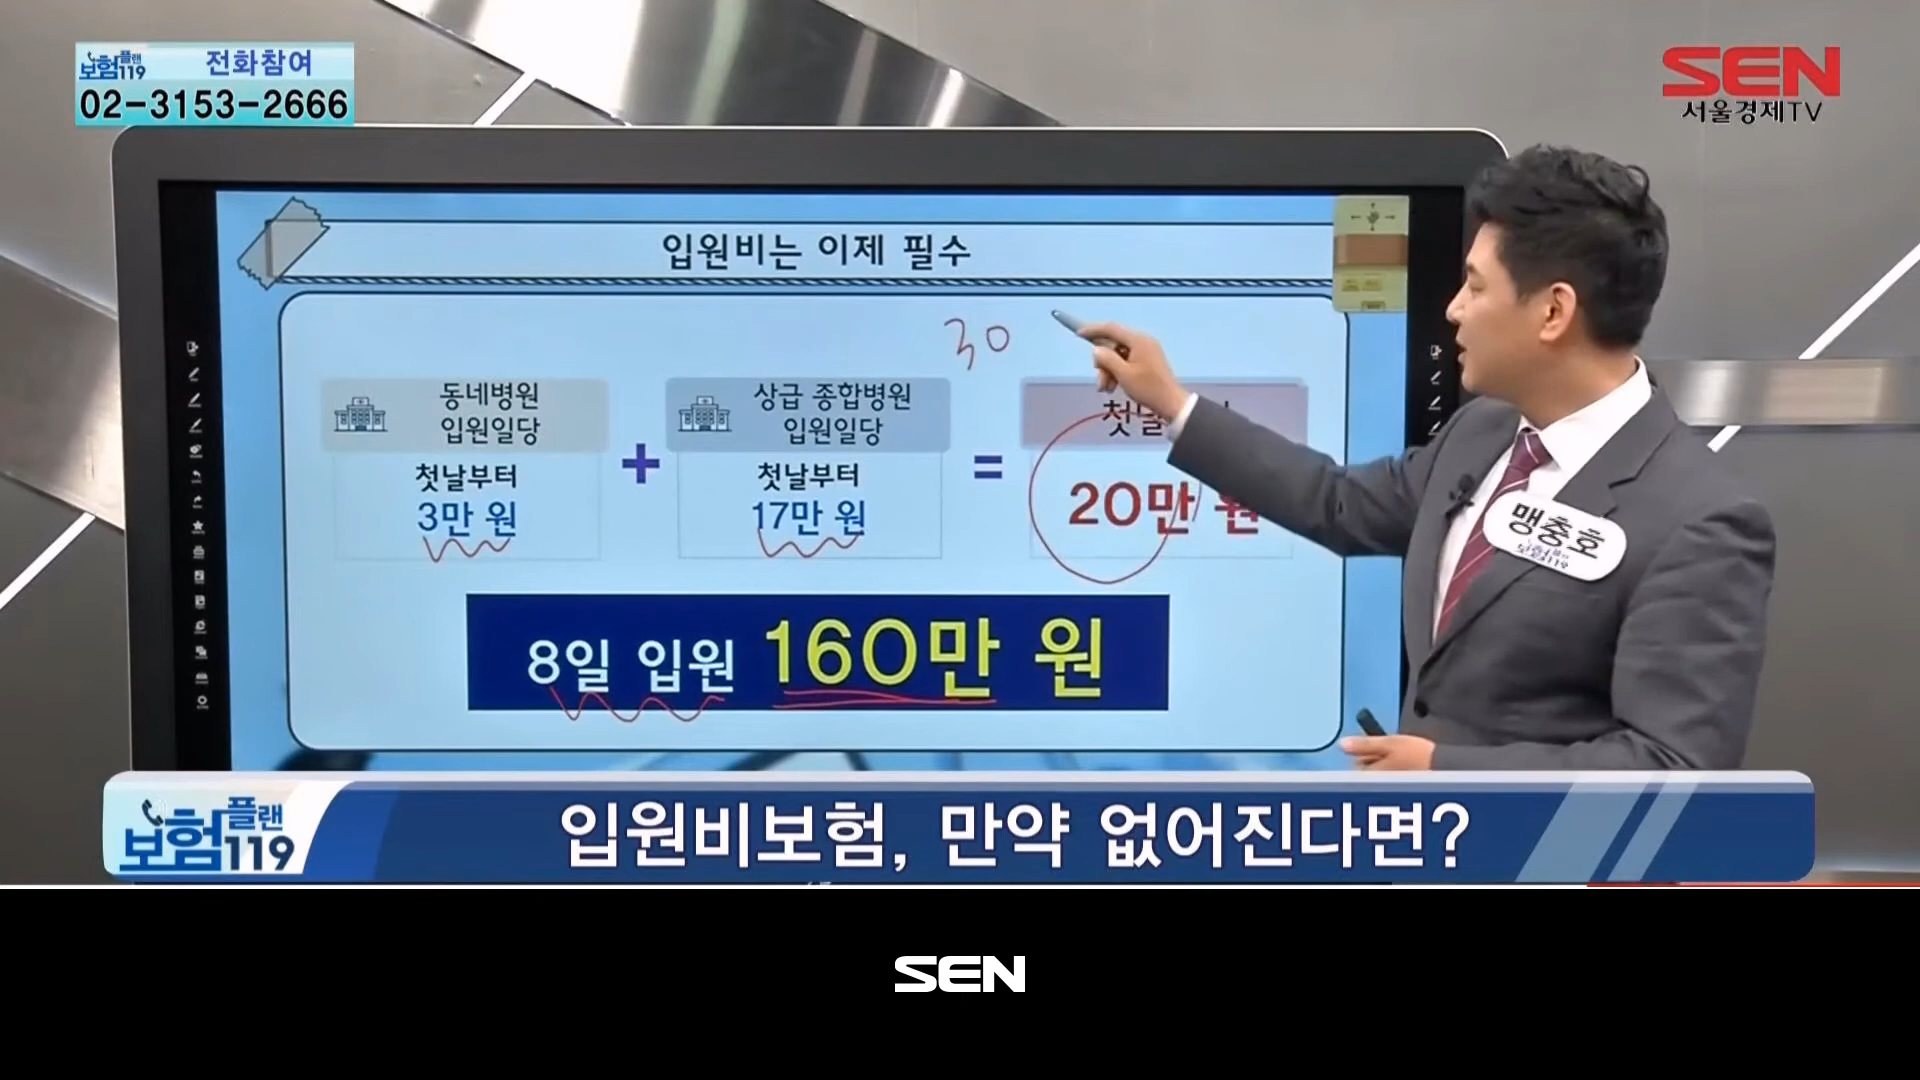 보험플랜119 전화참여
02-3153-2666
SEN
서울경제TV
입원비는 이제 필수
30
동네병원
입원일당
첫날부터
3만 원
+
상급 종합병원
입원일당
첫날부터
17만 원
=
20만 원
8일 입원 160만 원
맹충호
보험플랜119
입원비보험, 만약 없어진다면?
SEN